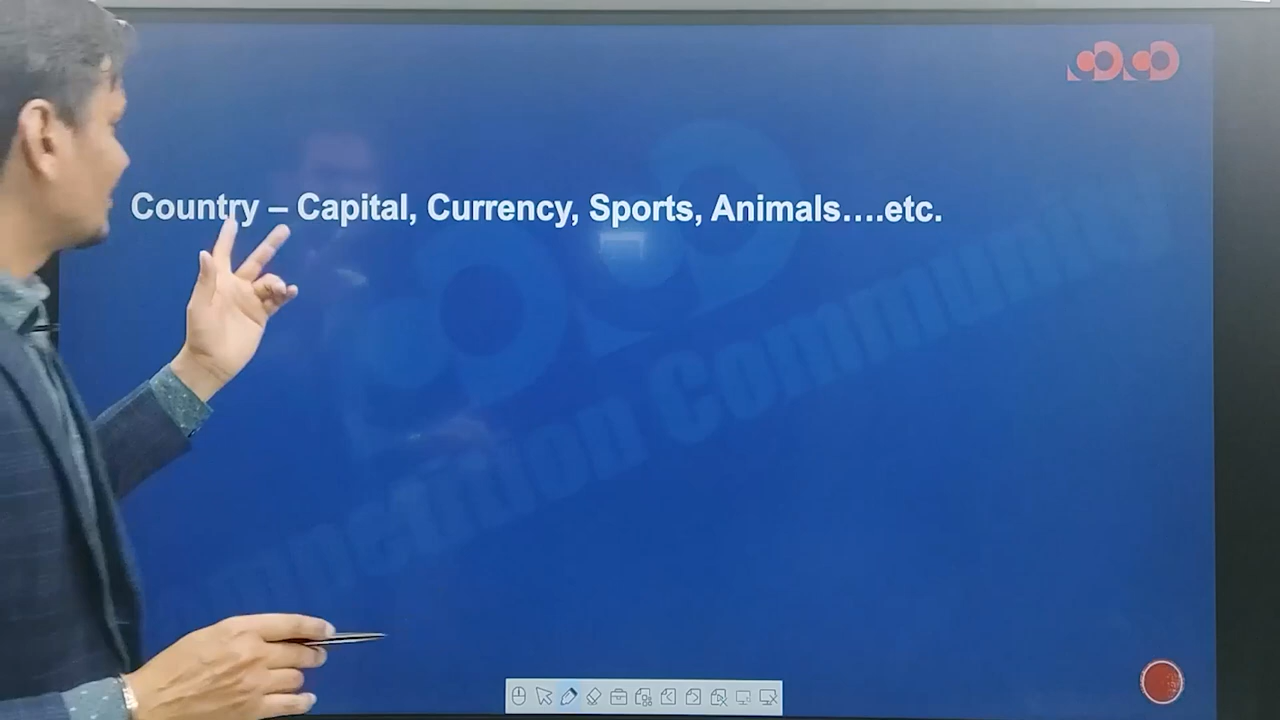 Country – Capital, Currency, Sports, Animals....etc.
Competition Community